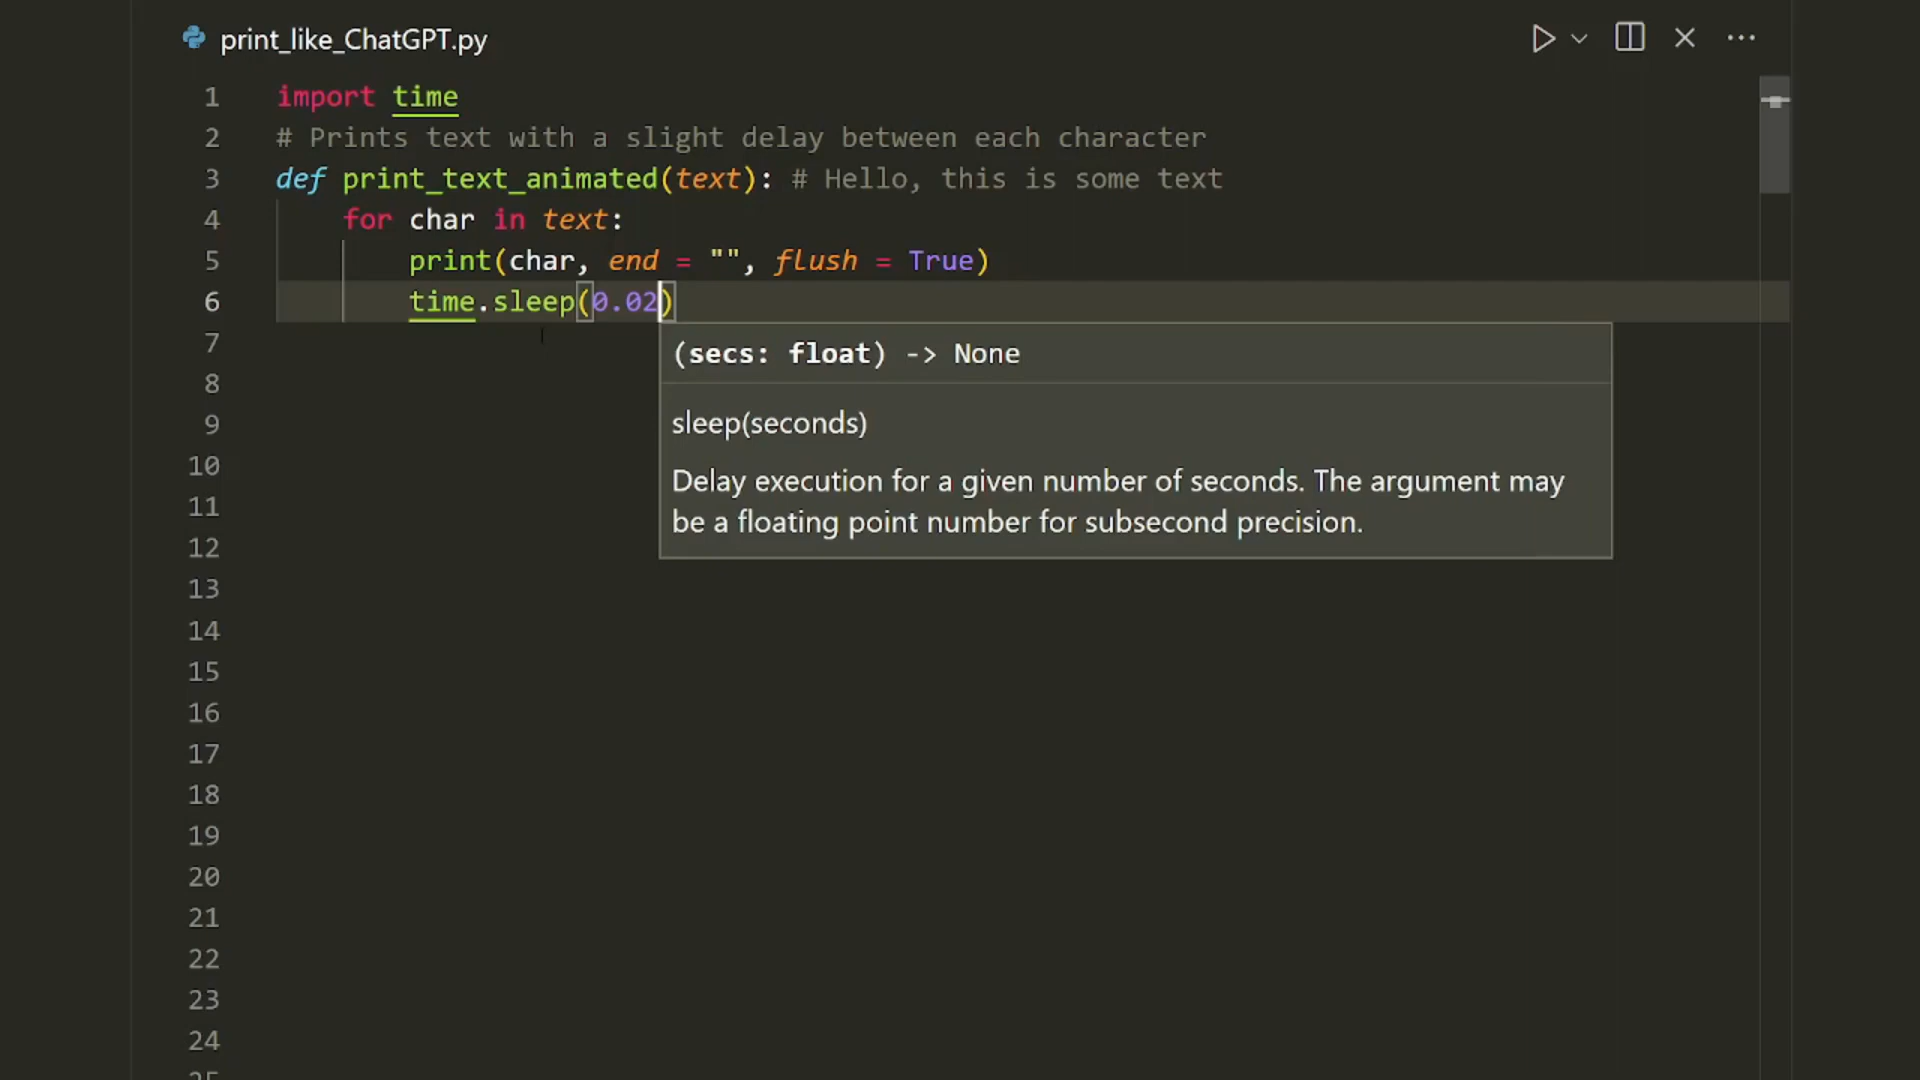 print_like_ChatGPT.py
1 import time
2 # Prints text with a slight delay between each character
3 def print_text_animated(text): # Hello, this is some text
4     for char in text:
5         print(char, end = "", flush = True)
6         time.sleep(0.02)
(secs: float) -> None
sleep(seconds)
Delay execution for a given number of seconds. The argument may
be a floating point number for subsecond precision.
7
8
9
10
11
12
13
14
15
16
17
18
19
20
21
22
23
24
25